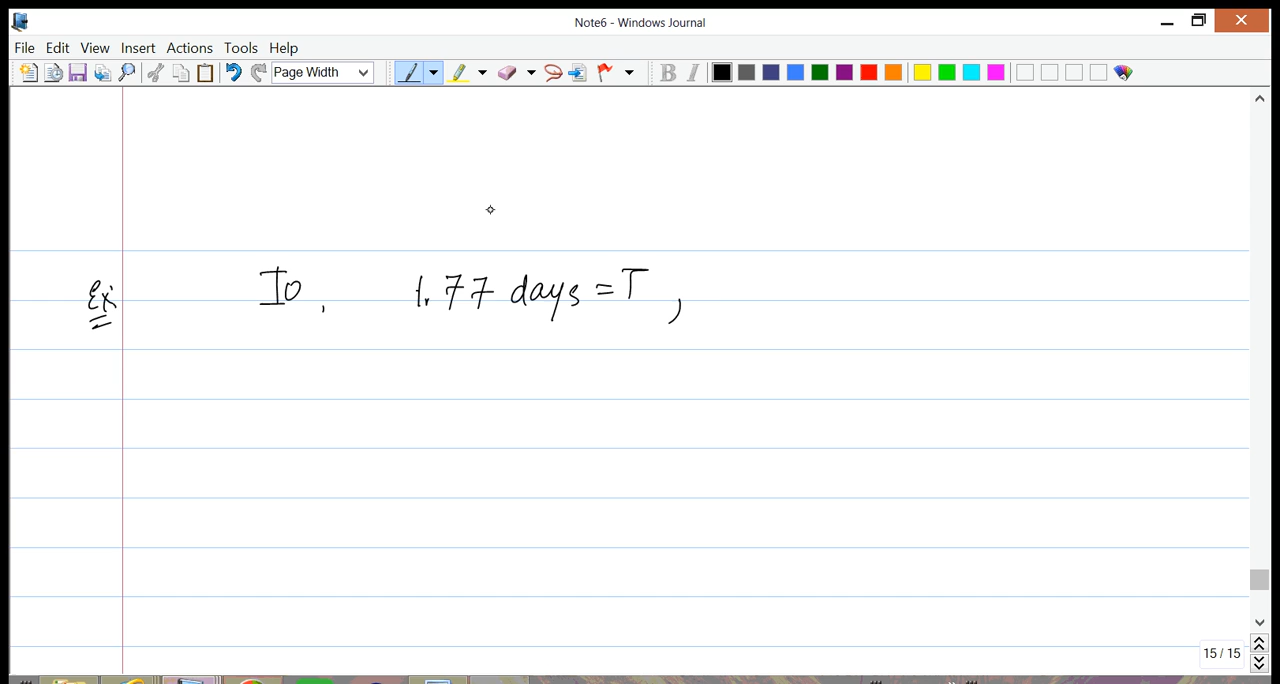 Note6 - Windows Journal
File Edit View Insert Actions Tools Help
Page Width B I
Ex Io, 1.77 days = T,
15 / 15